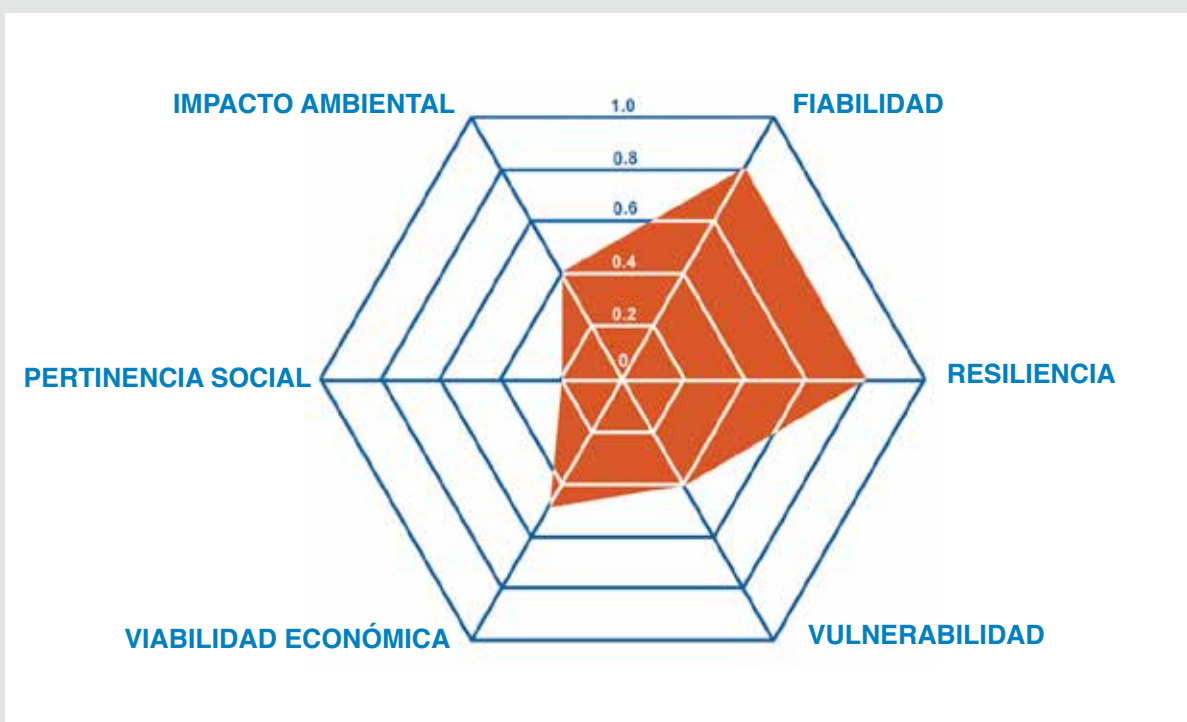 IMPACTO AMBIENTAL
1.0
FIABILIDAD
0.8
0.6
0.4
0.2
0
PERTINENCIA SOCIAL
RESILIENCIA
VIABILIDAD ECONÓMICA
VULNERABILIDAD